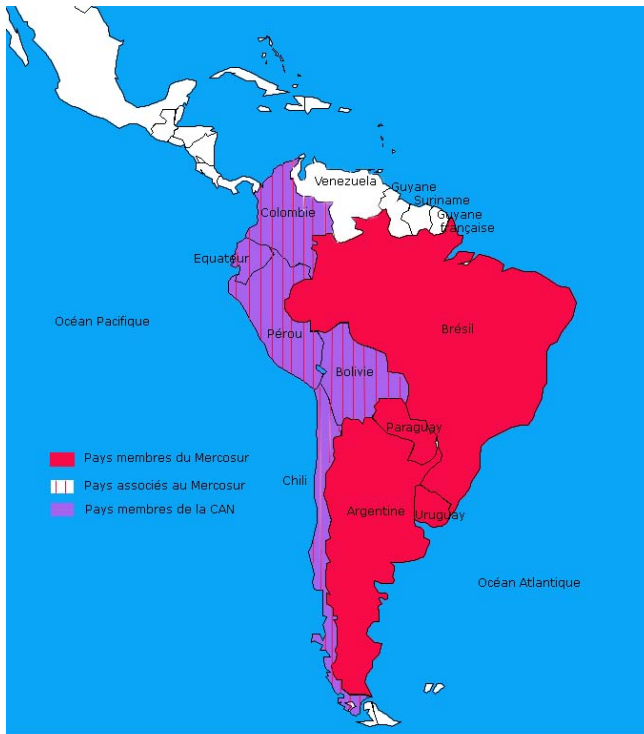 Venezuela
Guyane
Suriname
Colombie
Guyane
française
Equateur
Océan Pacifique
Brésil
Pérou
Bolivie
Paraguay
Pays membres du Mercosur
Chili
Pays associés au Mercosur
Pays membres de la CAN
Argentine
Uruguay
Océan Atlantique